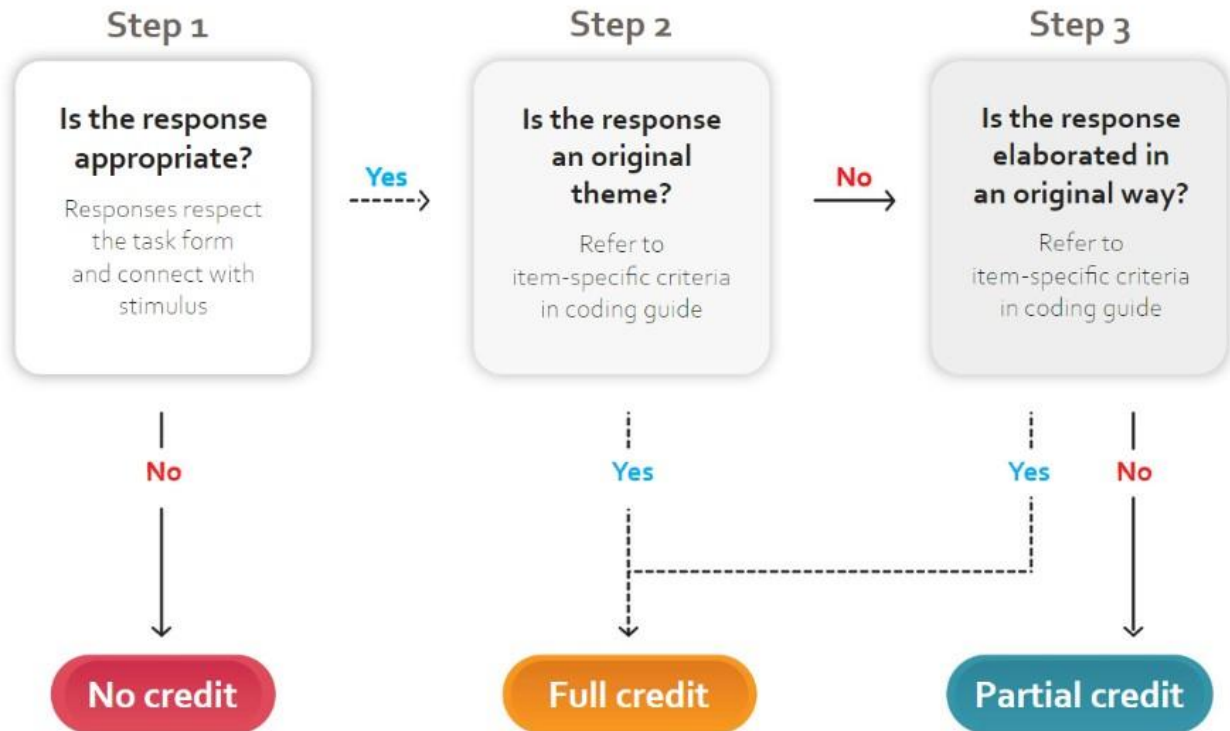 Step 1
Step 2
Step 3
Is the response
appropriate?
Responses respect
the task form
and connect with
stimulus
Yes
Is the response
an original
theme?
Refer to
item-specific criteria
in coding guide
No
Is the response
elaborated in
an original way?
Refer to
item-specific criteria
in coding guide
No
Yes
Yes
No
No credit
Full credit
Partial credit